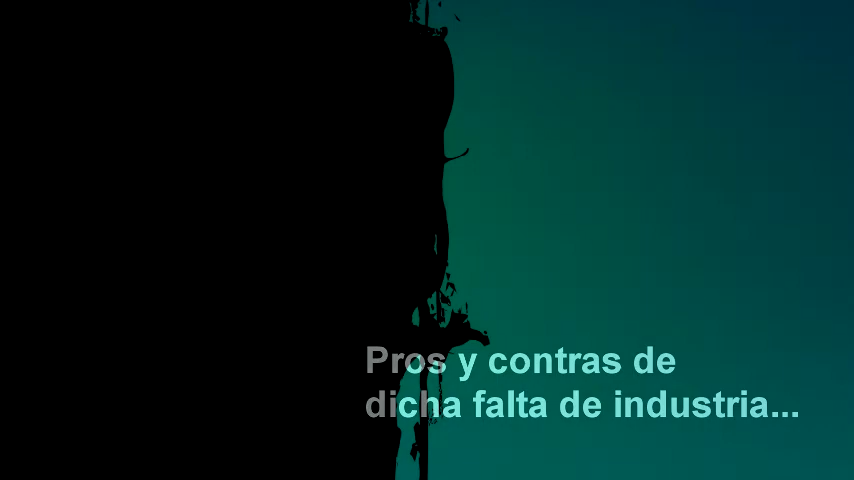 Pros y contras de
dicha falta de industria...